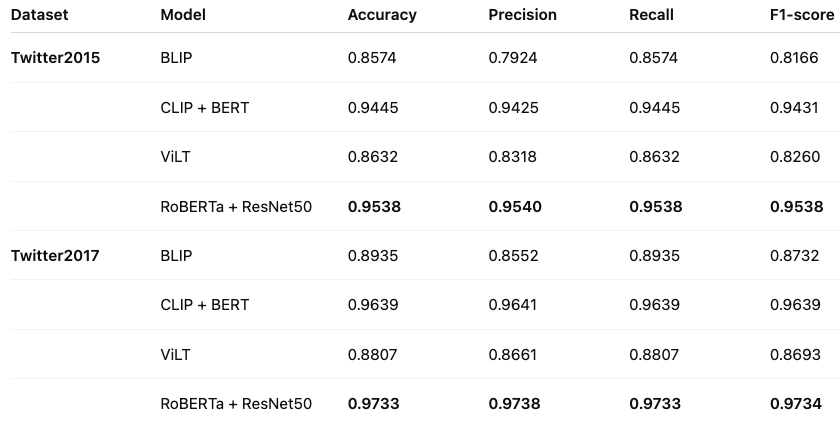 Dataset Model Accuracy Precision Recall F1-score
Twitter2015 BLIP 0.8574 0.7924 0.8574 0.8166
CLIP + BERT 0.9445 0.9425 0.9445 0.9431
ViLT 0.8632 0.8318 0.8632 0.8260
RoBERTa + ResNet50 0.9538 0.9540 0.9538 0.9538
Twitter2017 BLIP 0.8935 0.8552 0.8935 0.8732
CLIP + BERT 0.9639 0.9641 0.9639 0.9639
ViLT 0.8807 0.8661 0.8807 0.8693
RoBERTa + ResNet50 0.9733 0.9738 0.9733 0.9734